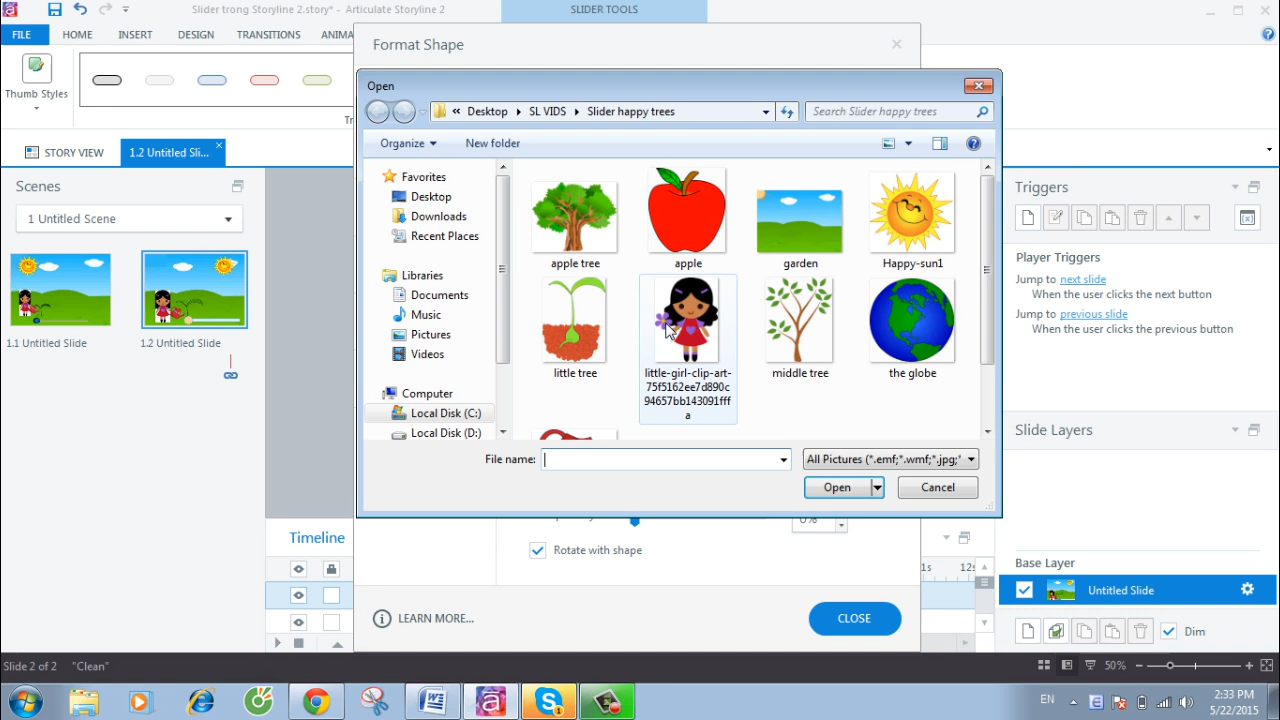 Slider trong Storyline 2.story* - Articulate Storyline 2
SLIDER TOOLS
FILE
HOME
INSERT
DESIGN
TRANSITIONS
Thumb Styles
STORY VIEW
1.2 Untitled Sli...
Scenes
1 Untitled Scene
1.1 Untitled Slide
1.2 Untitled Slide
Format Shape
Open
« Desktop SL VIDS Slider happy trees
Search Slider happy trees
Organize
New folder
Favorites
Desktop
Downloads
Recent Places
Libraries
Documents
Music
Pictures
Videos
Computer
Local Disk (C:)
Local Disk (D:)
apple tree
apple
garden
Happy-sun1
little tree
little-girl-clip-art-
75f5162ee7d890c
94657bb143091fff
a
middle tree
the globe
File name:
All Pictures (*.emf;*.wmf;*.jpg;*
Open
Cancel
0%
Rotate with shape
LEARN MORE...
CLOSE
Timeline
Triggers
Player Triggers
Jump to next slide
When the user clicks the next button
Jump to previous slide
When the user clicks the previous button
Slide Layers
Base Layer
Untitled Slide
Dim
Slide 2 of 2
"Clean"
50%
EN
2:33 PM
5/22/2015